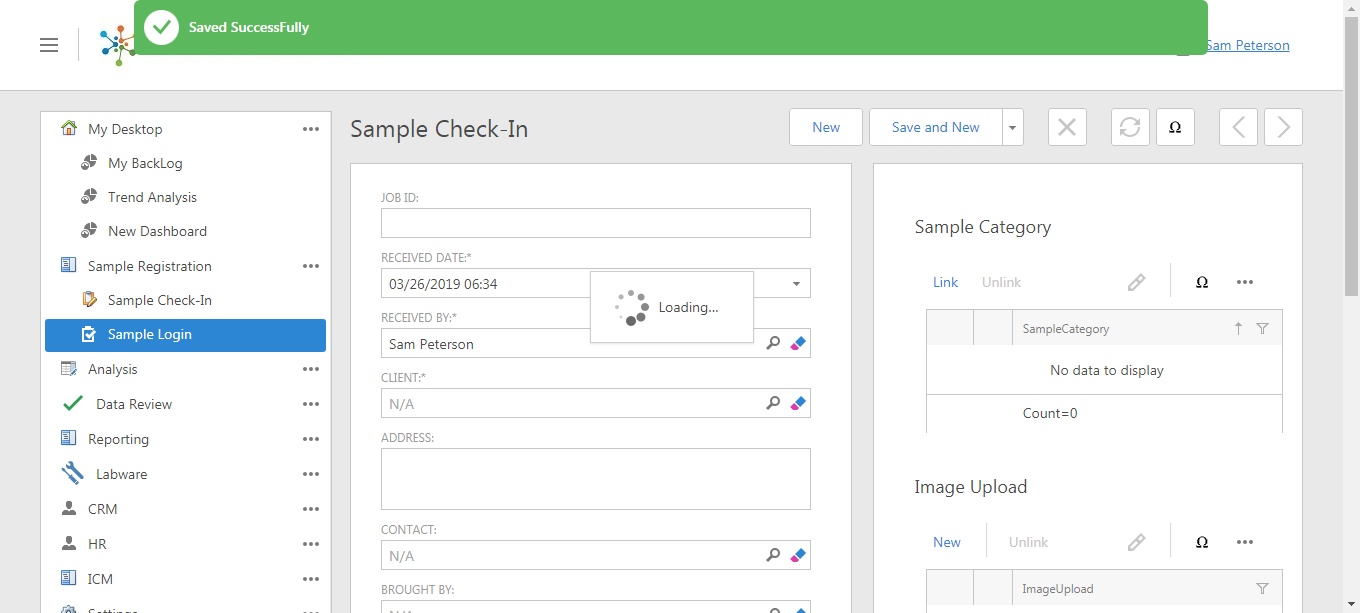 Saved SuccessFully
Sam Peterson
My Desktop
My BackLog
Trend Analysis
New Dashboard
Sample Registration
Sample Check-In
Sample Login
Analysis
Data Review
Reporting
Labware
CRM
HR
ICM
Settings
Sample Check-In
New
Save and New
Ω
JOB ID:
RECEIVED DATE:*
03/26/2019 06:34
Loading...
RECEIVED BY:*
Sam Peterson
CLIENT:*
N/A
ADDRESS:
CONTACT:
N/A
BROUGHT BY:
N/A
Sample Category
Link Unlink Ω
SampleCategory
No data to display
Count=0
Image Upload
New Unlink Ω
ImageUpload